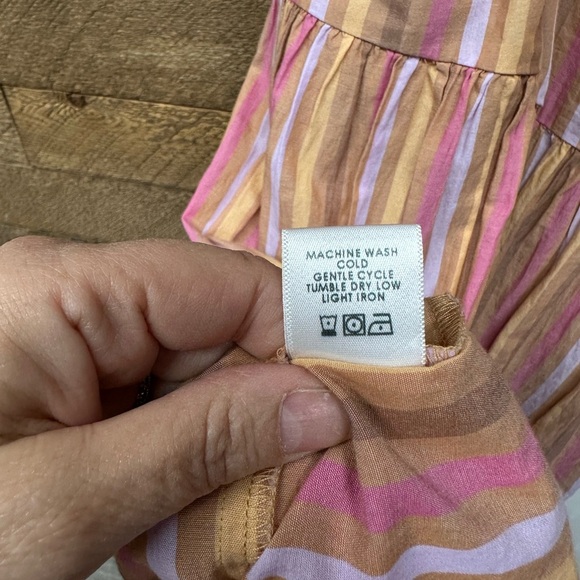 MACHINE WASH
COLD
GENTLE CYCLE
TUMBLE DRY LOW
LIGHT IRON